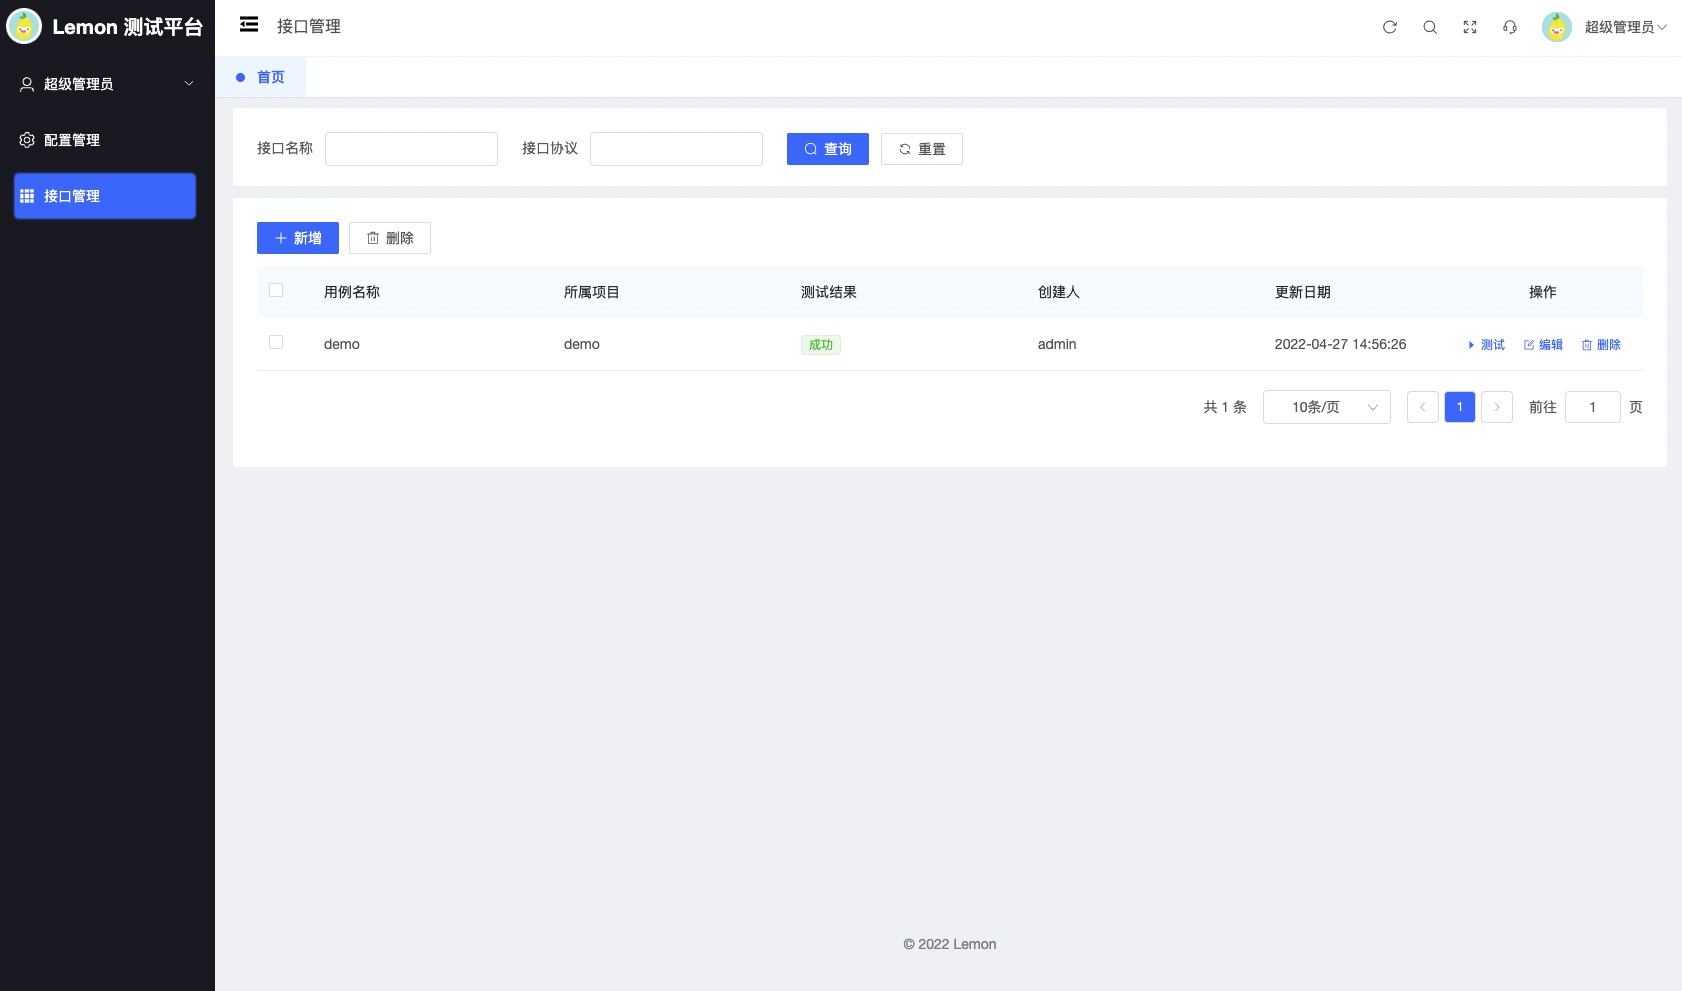 Lemon 测试平台
超级管理员
配置管理
接口管理
接口管理
超级管理员
首页
接口名称
接口协议
查询
重置
新增
删除
用例名称 所属项目 测试结果 创建人 更新日期 操作
demo demo 成功 admin 2022-04-27 14:56:26 测试 编辑 删除
共 1 条 10条/页 1 前往 1 页
© 2022 Lemon